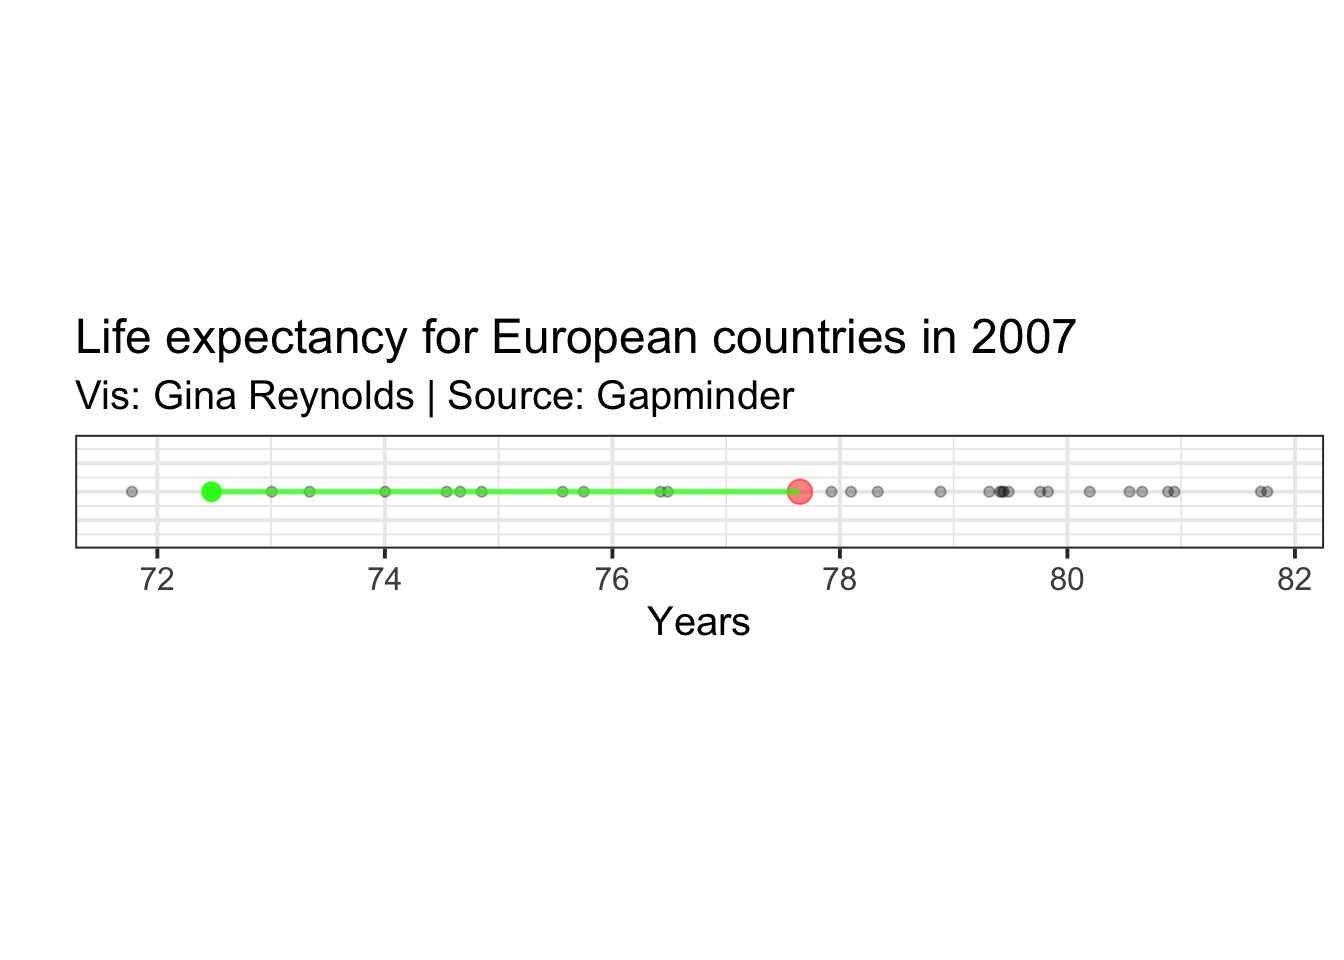 Life expectancy for European countries in 2007
Vis: Gina Reynolds | Source: Gapminder
72 74 76 78 80 82
Years